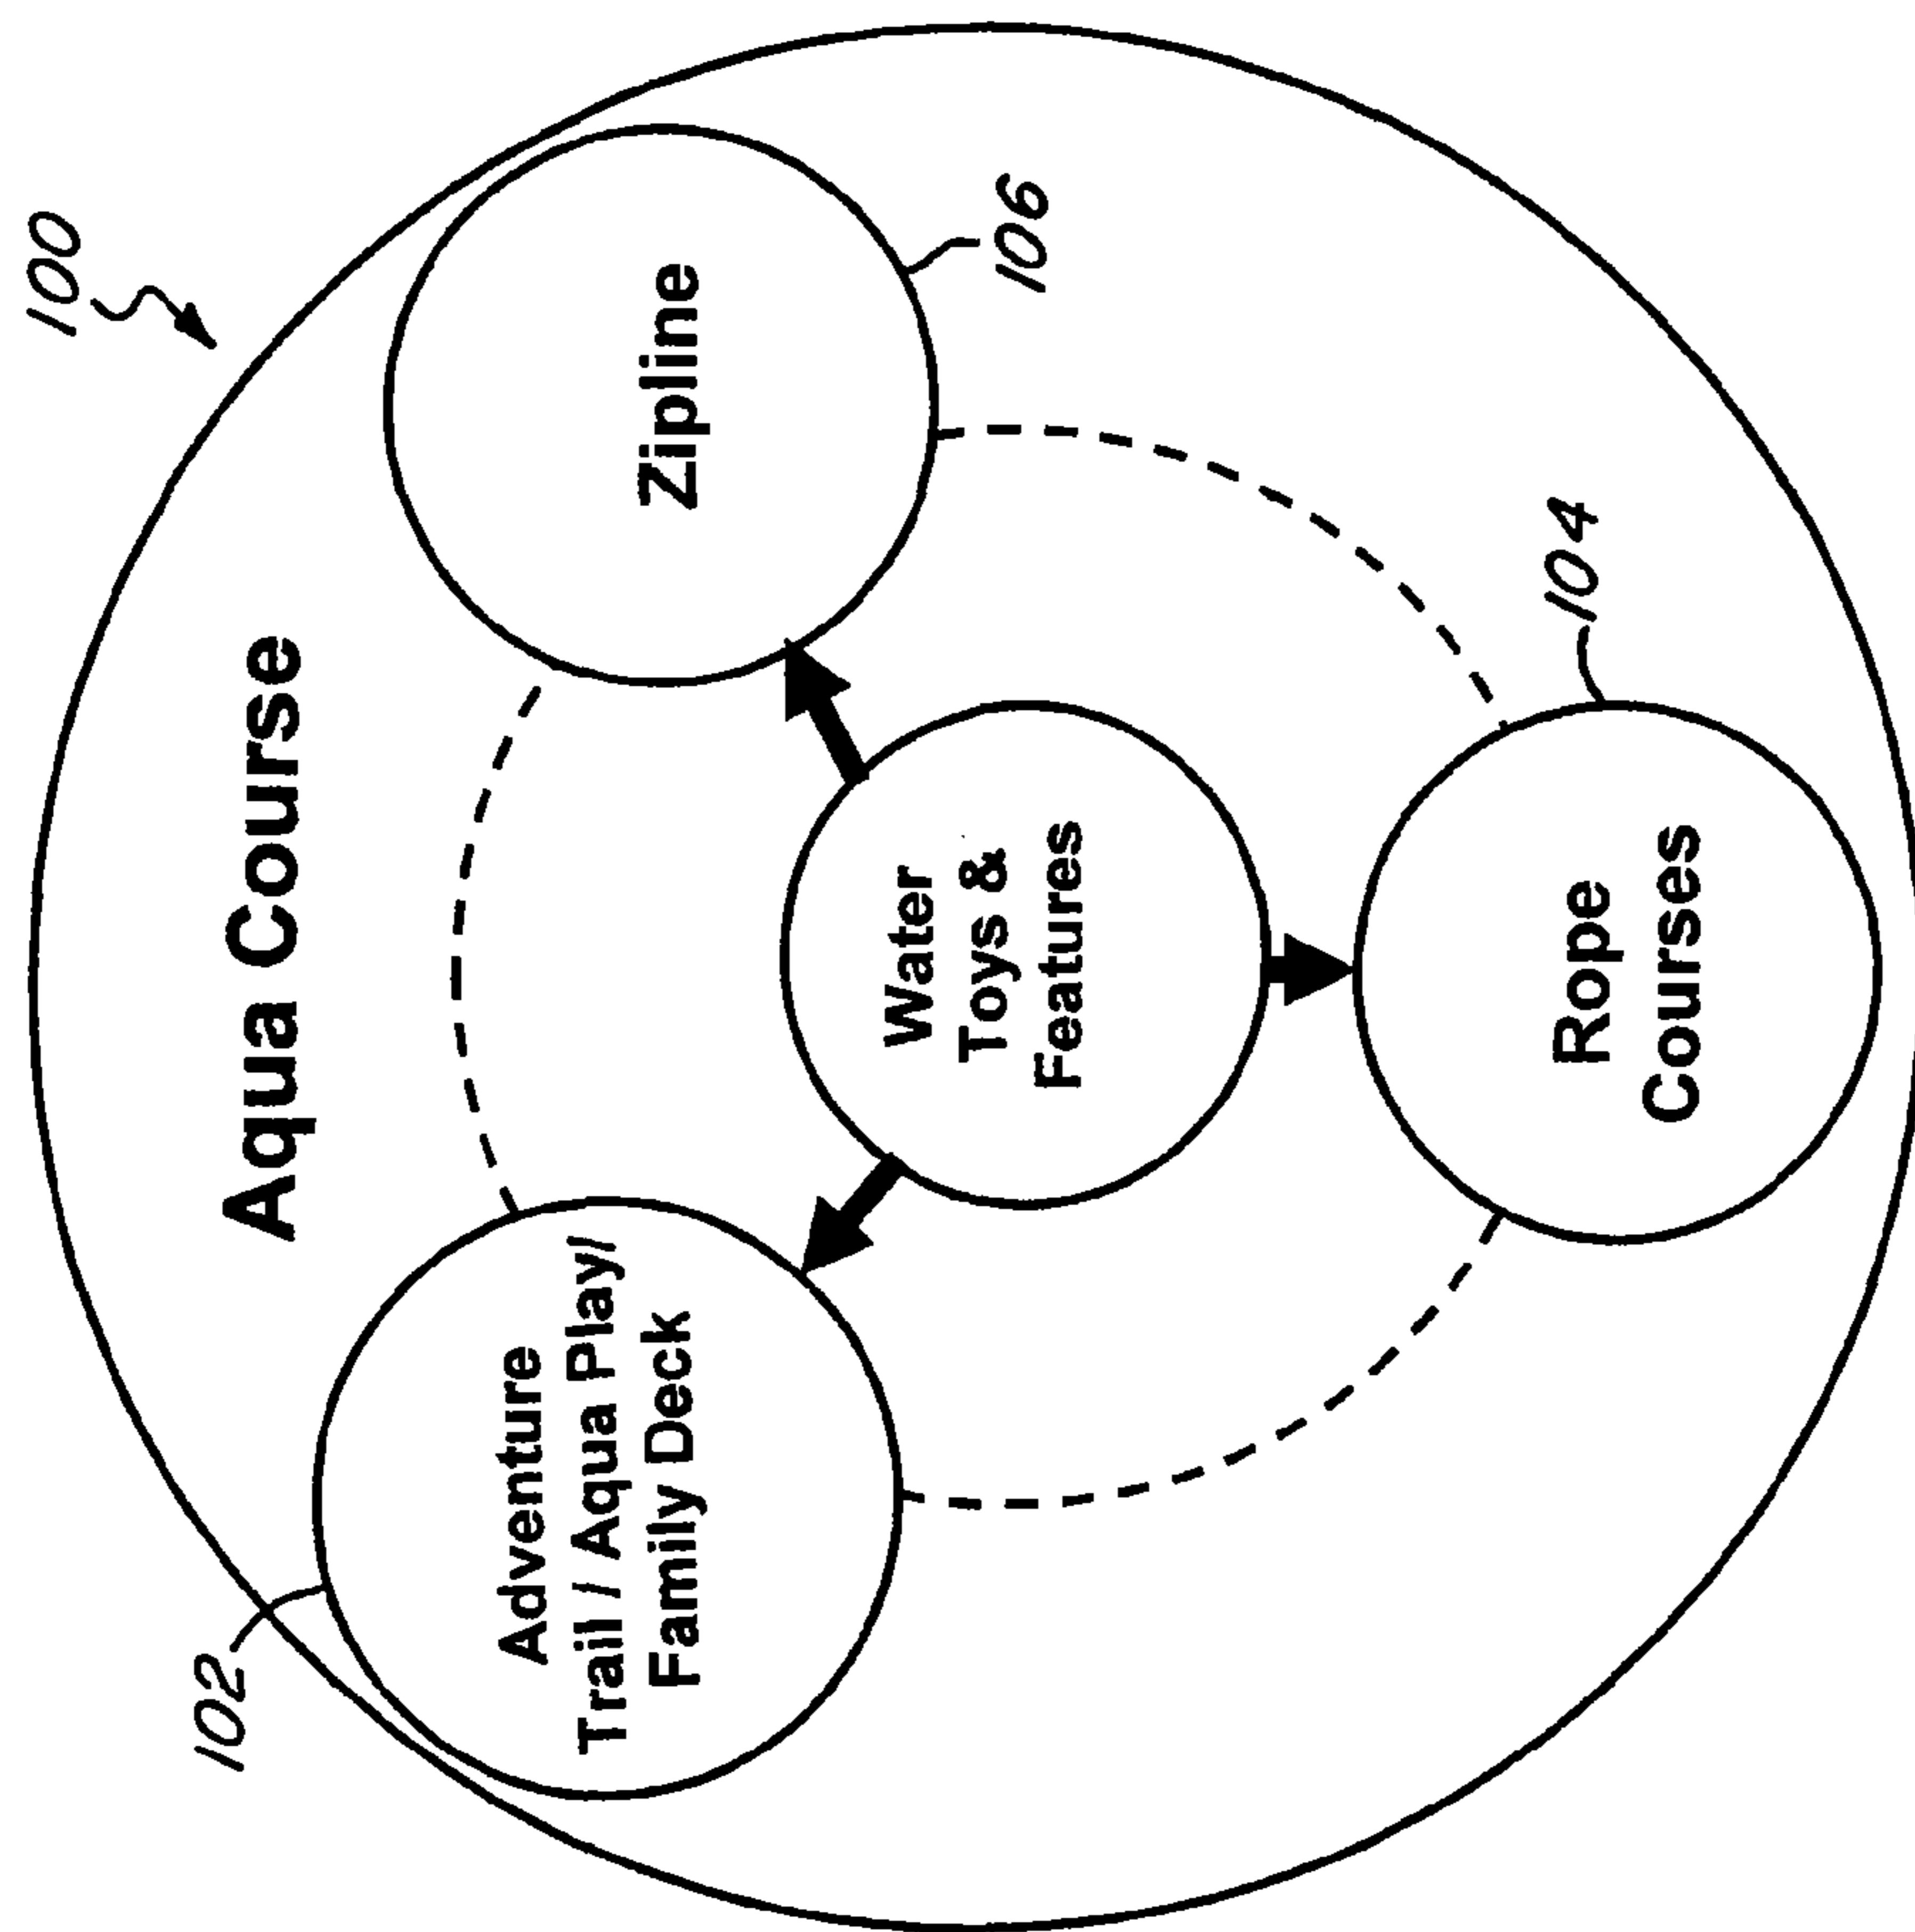 100
Aqua Course
102
Adventure
Trail / Aqua Play/
Family Deck
Zipline
106
Water
Toys &
Features
104
Rope
Courses